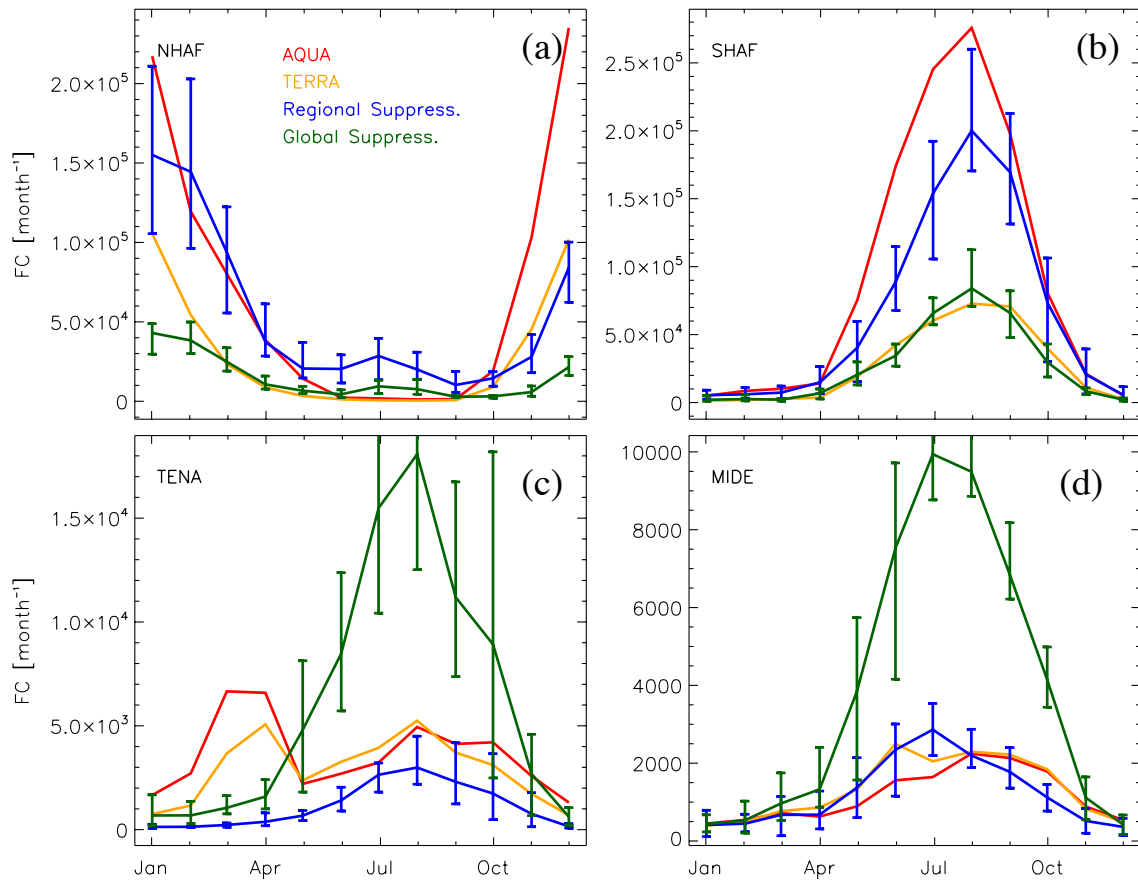 NHAF
(a)
AQUA
TERRA
Regional Suppress.
Global Suppress.
FC [month⁻¹]
2.0×10⁵
1.5×10⁵
1.0×10⁵
5.0×10⁴
0
SHAF
(b)
2.5×10⁵
2.0×10⁵
1.5×10⁵
1.0×10⁵
5.0×10⁴
0
TENA
(c)
FC [month⁻¹]
1.5×10⁴
1.0×10⁴
5.0×10³
0
Jan Apr Jul Oct
MIDE
(d)
10000
8000
6000
4000
2000
0
Jan Apr Jul Oct